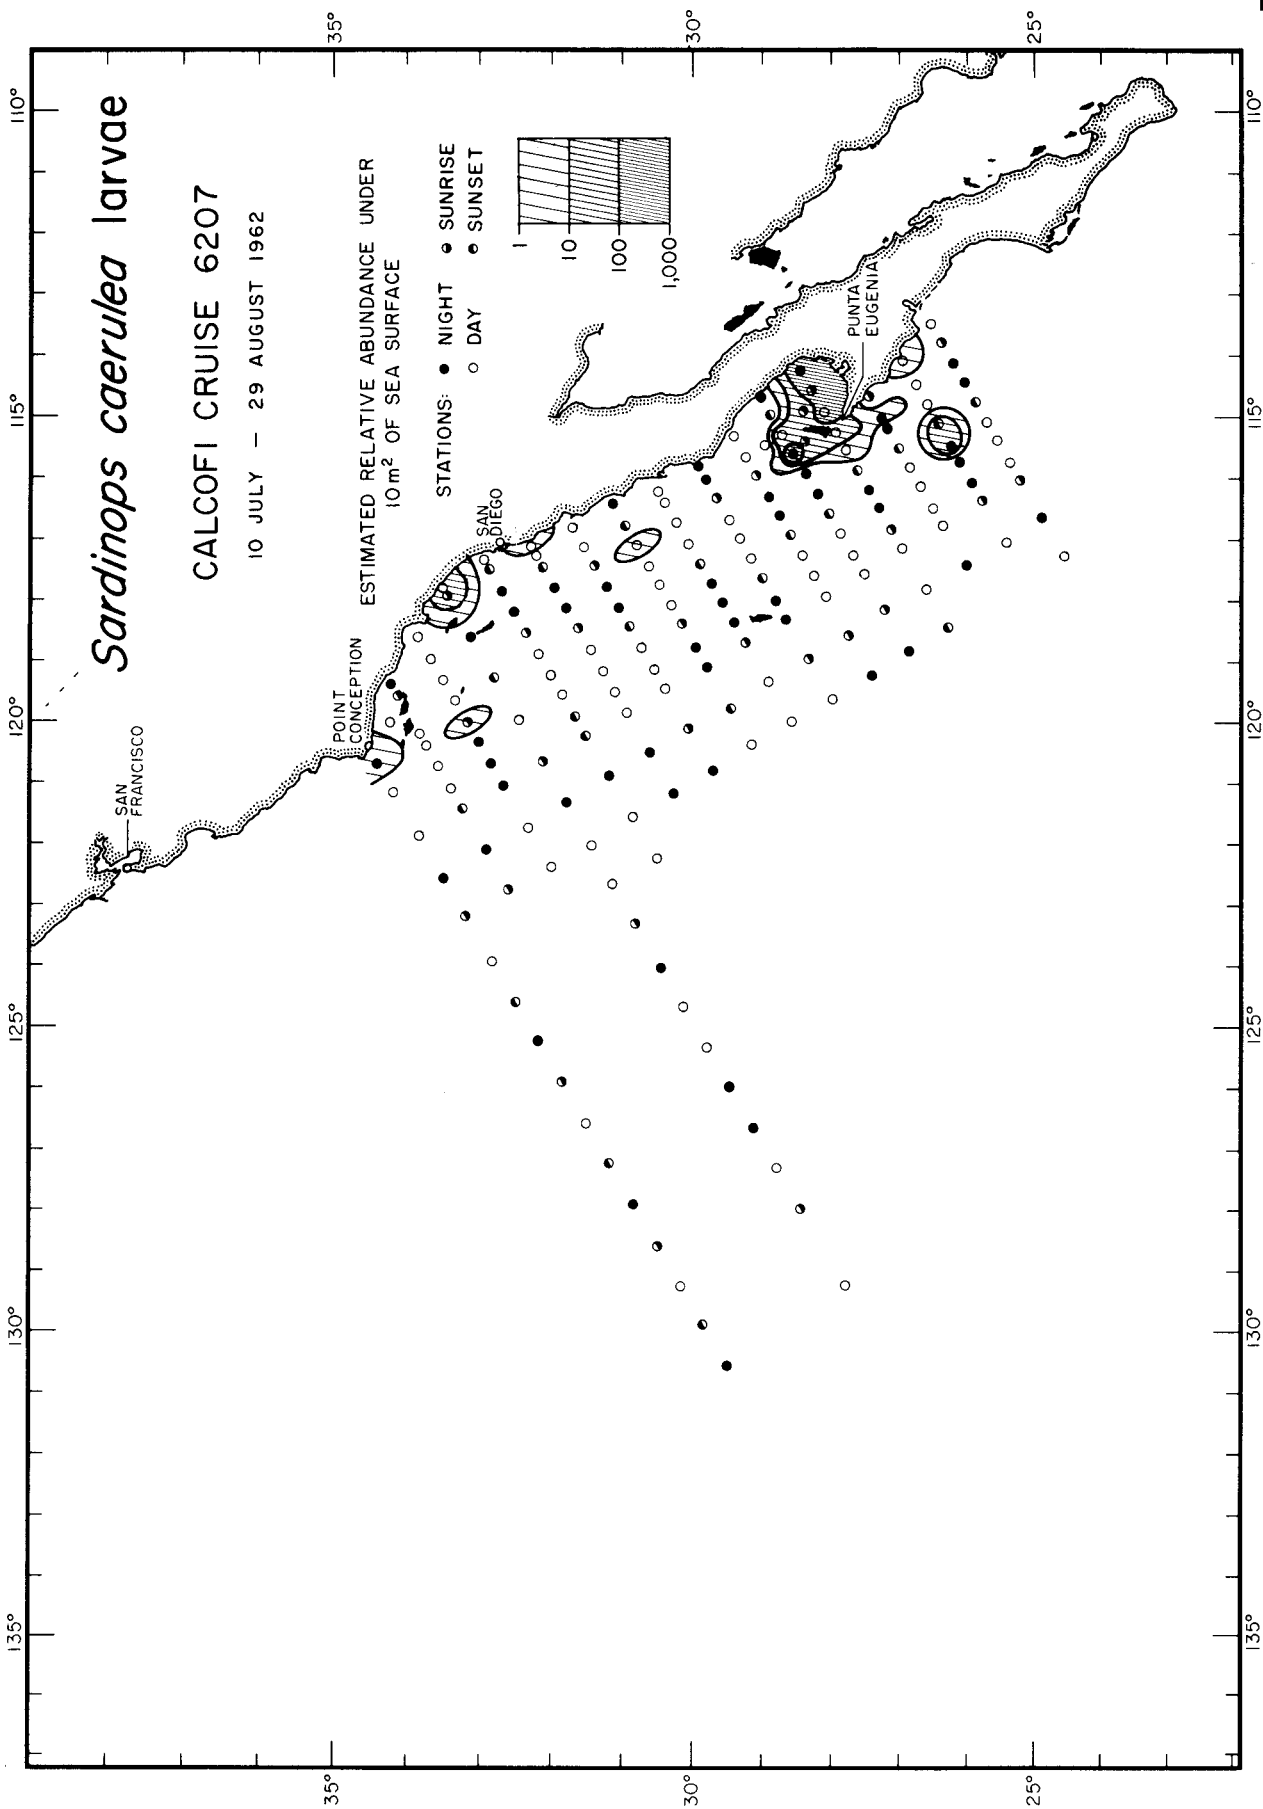 Sardinops caerulea larvae
CALCOFI CRUISE 6207
10 JULY – 29 AUGUST 1962
ESTIMATED RELATIVE ABUNDANCE UNDER
10m² OF SEA SURFACE
STATIONS: ● NIGHT ◒ SUNRISE
○ DAY ◒ SUNSET
1
10
100
1,000
SAN
FRANCISCO
POINT
CONCEPTION
SAN
DIEGO
PUNTA
EUGENIA
135°
130°
125°
120°
115°
110°
35°
30°
25°
35°
30°
25°
135°
130°
125°
120°
115°
110°